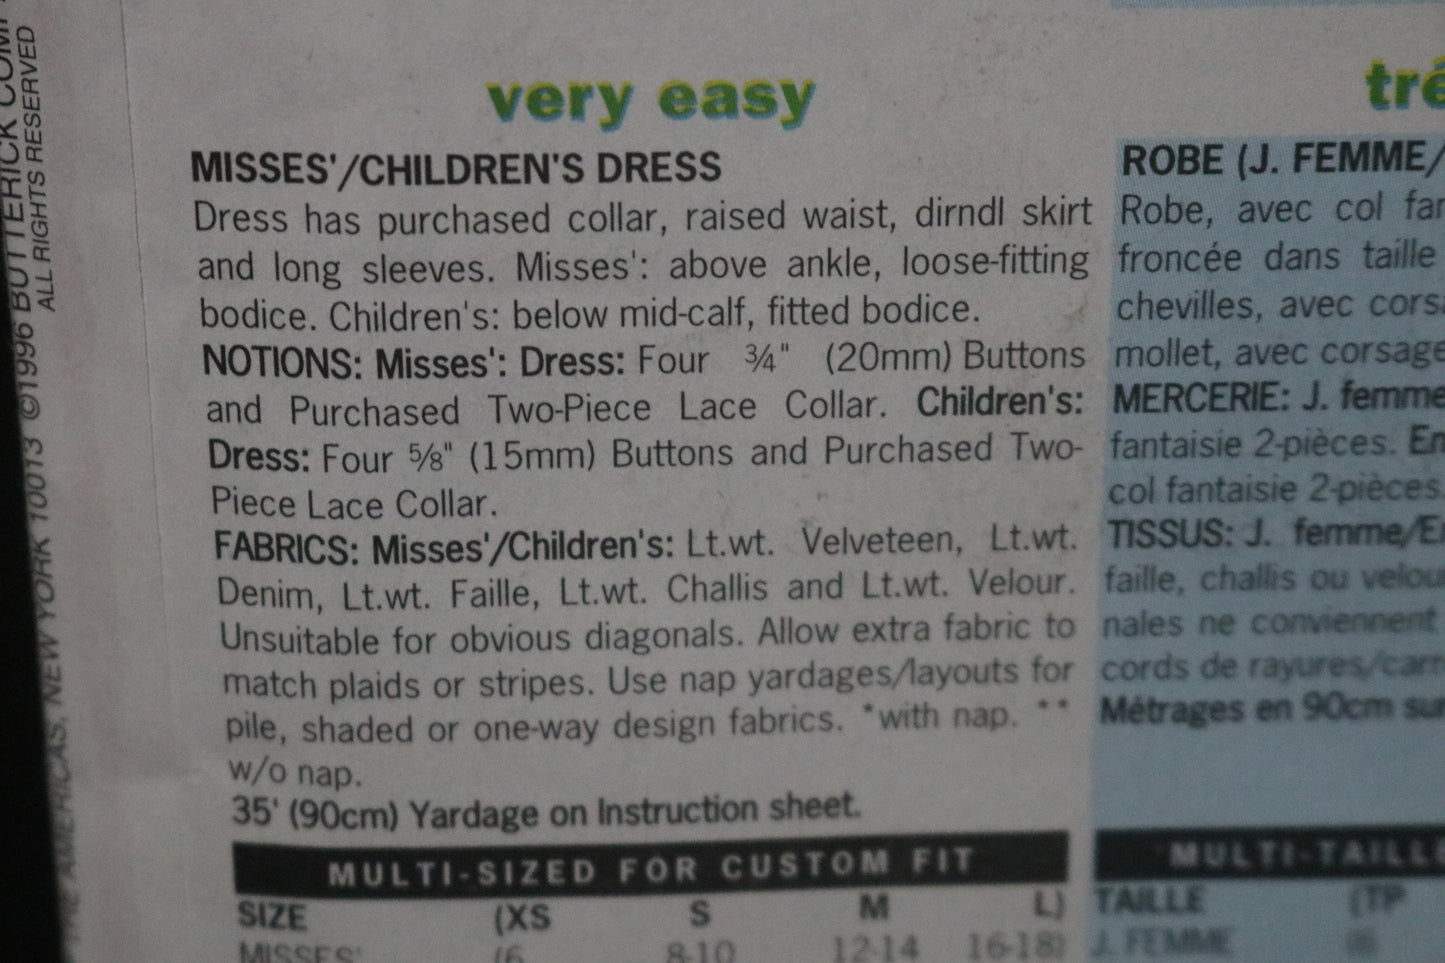 ©1996 BUTTERICK
ALL RIGHTS RESERVED
THE AMERICAS, NEW YORK 10013
very easy
MISSES'/CHILDREN'S DRESS
Dress has purchased collar, raised waist, dirndl skirt
and long sleeves. Misses': above ankle, loose-fitting
bodice. Children's: below mid-calf, fitted bodice.
NOTIONS: Misses': Dress: Four ¾" (20mm) Buttons
and Purchased Two-Piece Lace Collar. Children's:
Dress: Four ⅝" (15mm) Buttons and Purchased Two-
Piece Lace Collar.
FABRICS: Misses'/Children's: Lt.wt. Velveteen, Lt.wt.
Denim, Lt.wt. Faille, Lt.wt. Challis and Lt.wt. Velour.
Unsuitable for obvious diagonals. Allow extra fabric to
match plaids or stripes. Use nap yardages/layouts for
pile, shaded or one-way design fabrics. *with nap. **
w/o nap.
35' (90cm) Yardage on Instruction sheet.
MULTI-SIZED FOR CUSTOM FIT
SIZE (XS S M L)
MISSES' (6 8-10 12-14 16-18)
ROBE (J. FEMME/
Robe, avec col
froncée dans taille
chevilles, avec
mollet, avec corsage
MERCERIE: J. femme
fantaisie 2-pièces.
col fantaisie 2-pièces.
TISSUS: J. femme/
faille, challis ou
nales ne conviennent
cords de rayures/
Métrages en 90cm
TAILLE (TP
J. FEMME (6